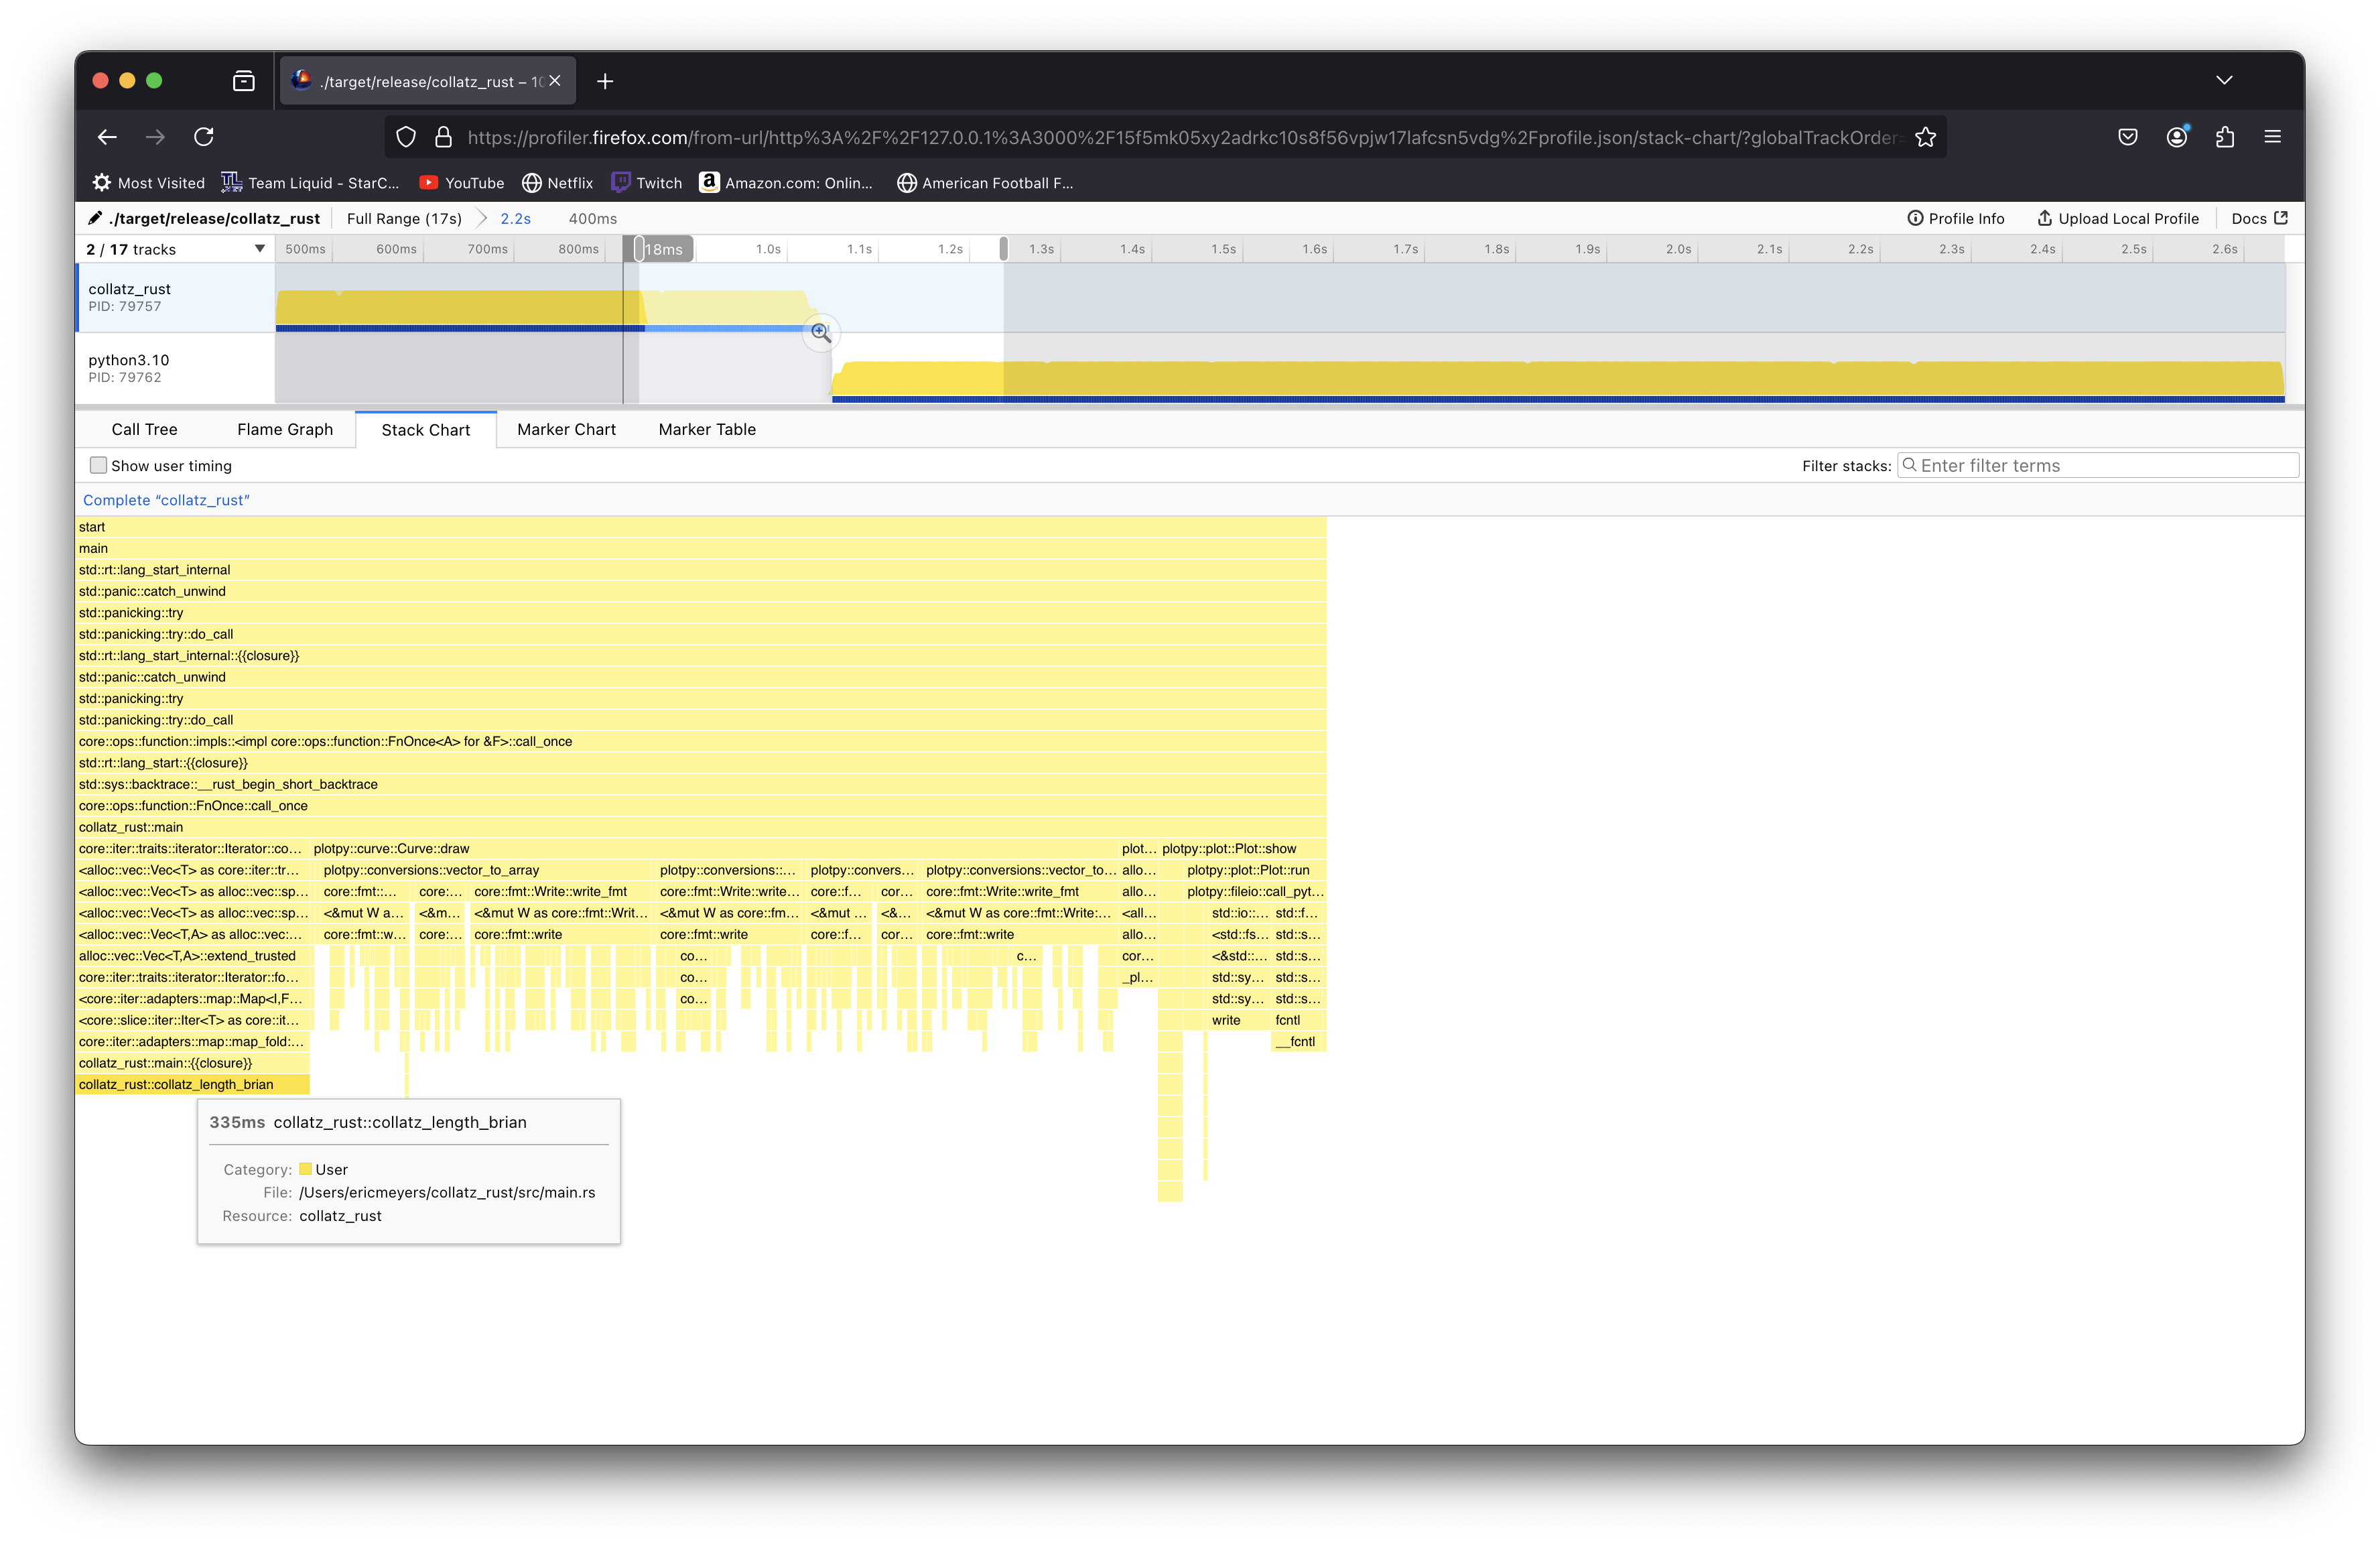 ./target/release/collatz_rust – 10
https://profiler.firefox.com/from-url/http%3A%2F%2F127.0.0.1%3A3000%2F15f5mk05xy2adrkc10s8f56vpjw17lafcsn5vdg%2Fprofile.json/stack-chart/?globalTrackOrder=
Most Visited Team Liquid - StarC... YouTube Netflix Twitch Amazon.com: Onlin... American Football F...
./target/release/collatz_rust Full Range (17s) 2.2s 400ms Profile Info Upload Local Profile Docs
2 / 17 tracks 500ms 600ms 700ms 800ms 18ms 1.0s 1.1s 1.2s 1.3s 1.4s 1.5s 1.6s 1.7s 1.8s 1.9s 2.0s 2.1s 2.2s 2.3s 2.4s 2.5s 2.6s
collatz_rust
PID: 79757
python3.10
PID: 79762
Call Tree Flame Graph Stack Chart Marker Chart Marker Table
Show user timing Filter stacks: Enter filter terms
Complete “collatz_rust”
start
main
std::rt::lang_start_internal
std::panic::catch_unwind
std::panicking::try
std::panicking::try::do_call
std::rt::lang_start_internal::{{closure}}
std::panic::catch_unwind
std::panicking::try
std::panicking::try::do_call
core::ops::function::impls::<impl core::ops::function::FnOnce<A> for &F>::call_once
std::rt::lang_start::{{closure}}
std::sys::backtrace::__rust_begin_short_backtrace
core::ops::function::FnOnce::call_once
collatz_rust::main
core::iter::traits::iterator::Iterator::co... plotpy::curve::Curve::draw plot... plotpy::plot::Plot::show
<alloc::vec::Vec<T> as core::iter::tr... plotpy::conversions::vector_to_array plotpy::conversions::... plotpy::convers... plotpy::conversions::vector_to... allo... plotpy::plot::Plot::run
<alloc::vec::Vec<T> as alloc::vec::sp... core::fmt::... core:... core::fmt::Write::write_fmt core::fmt::Write::write... core::f... cor... core::fmt::Write::write_fmt allo... plotpy::fileio::call_pyt...
<alloc::vec::Vec<T> as alloc::vec::sp... <&mut W a... <&m... <&mut W as core::fmt::Writ... <&mut W as core::fm... <&mut ... <&... <&mut W as core::fmt::Write:... <all... std::io::... std::f...
<alloc::vec::Vec<T,A> as alloc::vec:... core::fmt::w... core:... core::fmt::write core::fmt::write core::f... cor... core::fmt::write allo... <std::fs... std::s...
alloc::vec::Vec<T,A>::extend_trusted co... c... cor... <&std::... std::s...
core::iter::traits::iterator::Iterator::fo... co... _pl... std::sy... std::s...
<core::iter::adapters::map::Map<I,F... co... std::sy... std::s...
<core::slice::iter::Iter<T> as core::it... write fcntl
core::iter::adapters::map::map_fold:... __fcntl
collatz_rust::main::{{closure}}
collatz_rust::collatz_length_brian
335ms collatz_rust::collatz_length_brian
Category: User
File: /Users/ericmeyers/collatz_rust/src/main.rs
Resource: collatz_rust